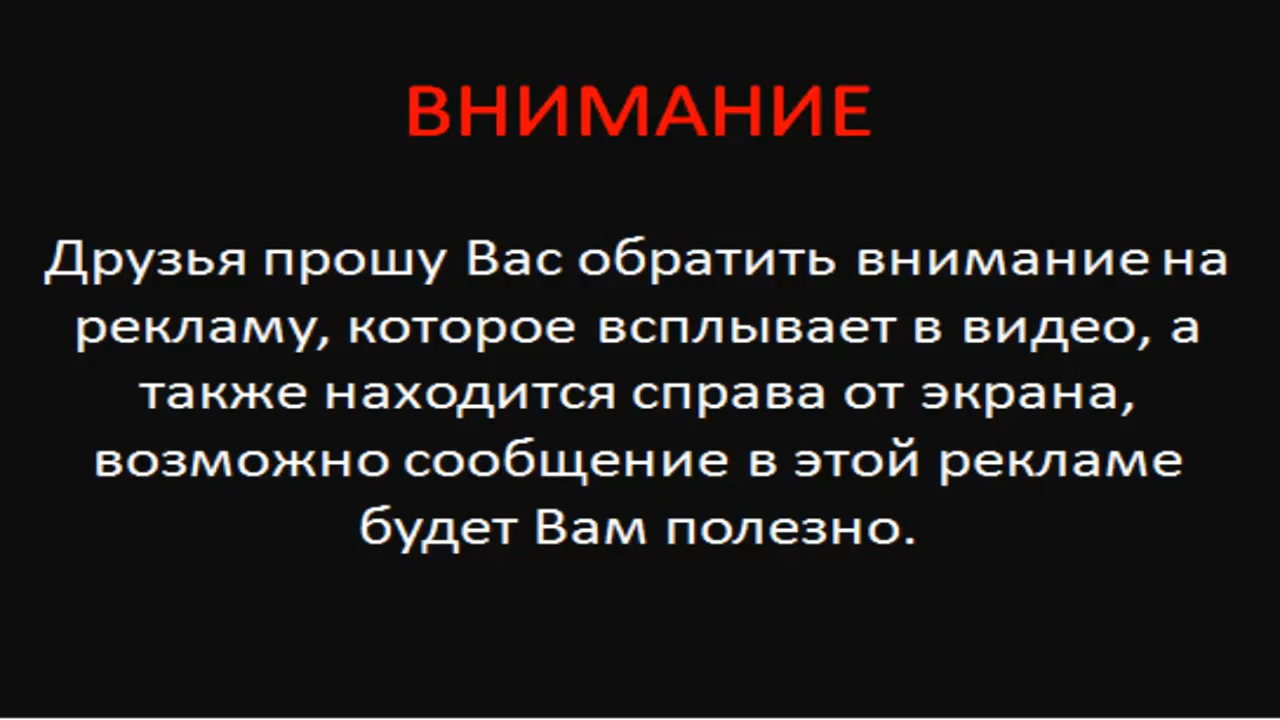 ВНИМАНИЕ
Друзья прошу Вас обратить внимание на
рекламу, которое всплывает в видео, а
также находится справа от экрана,
возможно сообщение в этой рекламе
будет Вам полезно.